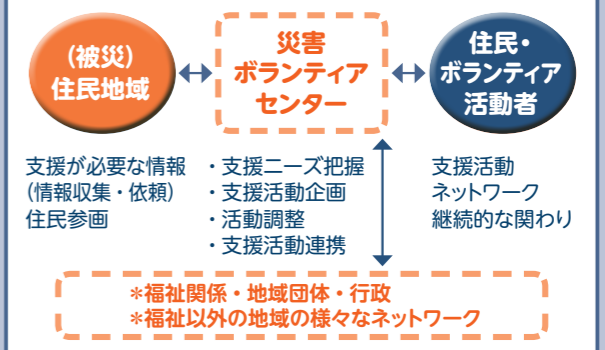 (被災)
住民地域
災害
ボランティア
センター
住民・
ボランティア
活動者
支援が必要な情報
(情報収集・依頼)
住民参画
・支援ニーズ把握
・支援活動企画
・活動調整
・支援活動連携
支援活動
ネットワーク
継続的な関わり
*福祉関係・地域団体・行政
*福祉以外の地域の様々なネットワーク